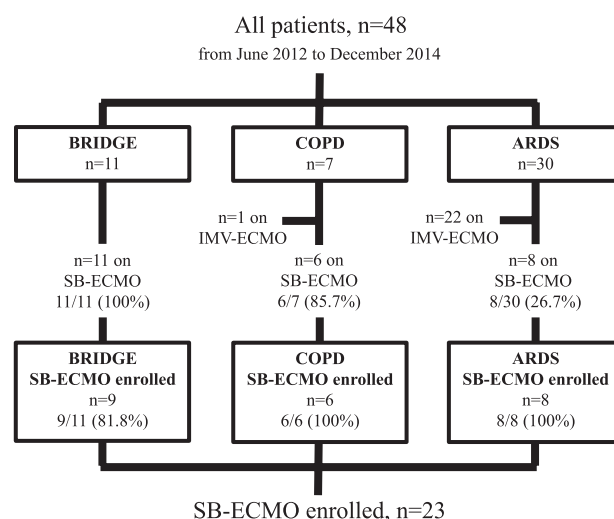 All patients, n=48
from June 2012 to December 2014
BRIDGE
n=11
COPD
n=7
ARDS
n=30
n=1 on
IMV-ECMO
n=22 on
IMV-ECMO
n=11 on
SB-ECMO
11/11 (100%)
n=6 on
SB-ECMO
6/7 (85.7%)
n=8 on
SB-ECMO
8/30 (26.7%)
BRIDGE
SB-ECMO enrolled
n=9
9/11 (81.8%)
COPD
SB-ECMO enrolled
n=6
6/6 (100%)
ARDS
SB-ECMO enrolled
n=8
8/8 (100%)
SB-ECMO enrolled, n=23